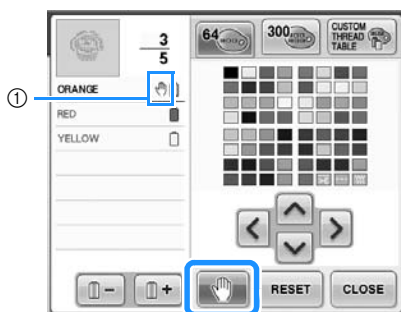 3
5
64
300
CUSTOM
THREAD
TABLE
①
ORANGE
RED
YELLOW
- +
RESET
CLOSE